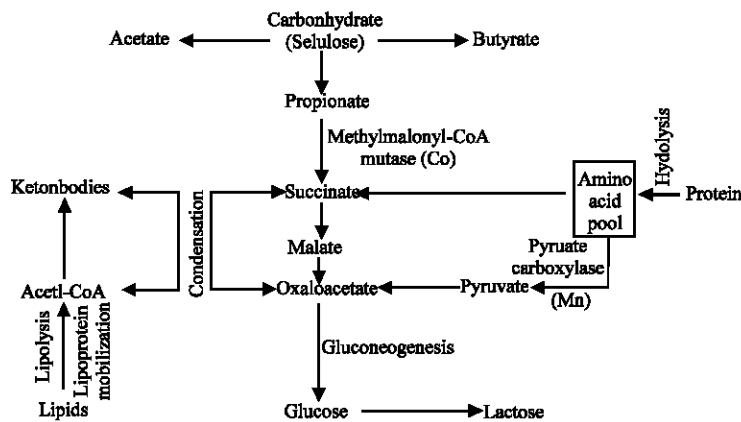 Carbonhydrate
(Selulose)
Acetate
Butyrate
Propionate
Methylmalonyl-CoA
mutase (Co)
Hydolysis
Ketonbodies
Condensation
Succinate
Amino
acid
pool
Protein
Malate
Pyruate
carboxylase
Acetl-CoA
Oxaloacetate
Pyruvate
(Mn)
Lipolysis
Lipoprotein
mobilization
Gluconeogenesis
Lipids
Glucose
Lactose